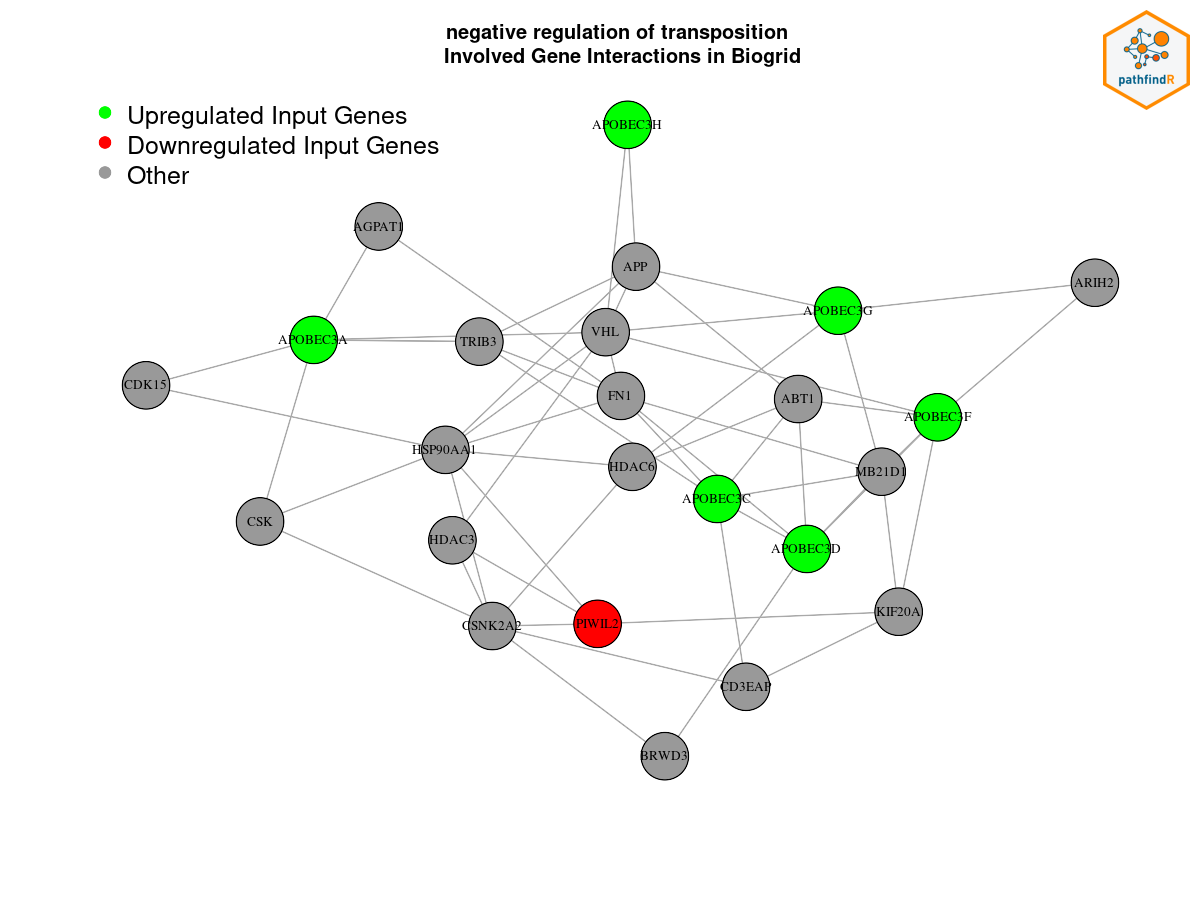 negative regulation of transposition
Involved Gene Interactions in Biogrid
pathfindR
Upregulated Input Genes
Downregulated Input Genes
Other
APOBEC3H
AGPAT1
APP
ARIH2
APOBEC3G
APOBEC3A
TRIB3
VHL
CDK15
FN1
ABT1
APOBEC3F
HSP90AA1
HDAC6
MB21D1
APOBEC3C
CSK
HDAC3
APOBEC3D
KIF20A
CSNK2A2
PIWIL2
CD3EAP
BRWD3